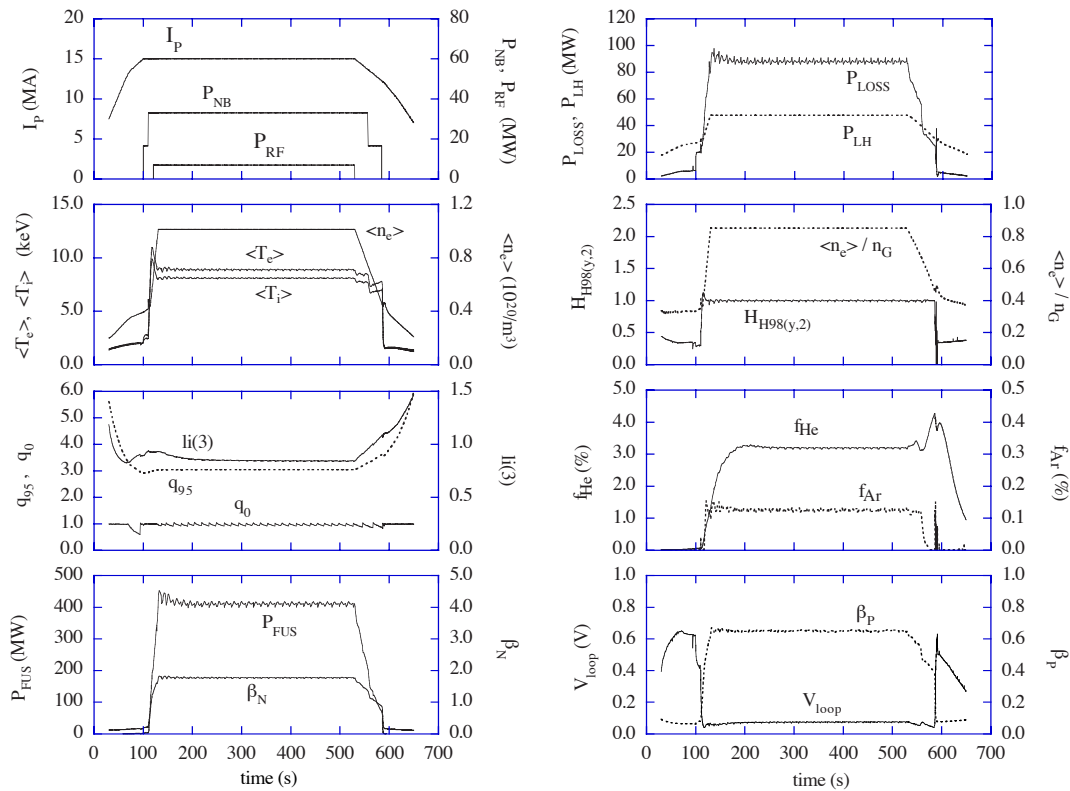 20
15
10
5
0
I_P (MA)
I_P
P_NB
P_RF
80
60
40
20
0
P_NB, P_RF (MW)
120
100
80
60
40
20
0
P_LOSS, P_LH (MW)
P_LOSS
P_LH
15.0
10.0
5.0
0.0
<T_e>, <T_i> (keV)
<n_e>
<T_e>
<T_i>
1.2
0.8
0.4
0.0
<n_e> (10^20/m^3)
2.5
2.0
1.5
1.0
0.5
0.0
H_H98(y,2)
<n_e> / n_G
H_H98(y,2)
1.0
0.8
0.6
0.4
0.2
0
<n_e> / n_G
6.0
5.0
4.0
3.0
2.0
1.0
0.0
q_95, q_0
li(3)
q_95
q_0
1.5
1.0
0.5
0.0
li(3)
5.0
4.0
3.0
2.0
1.0
0.0
f_He (%)
f_He
f_Ar
0.5
0.4
0.3
0.2
0.1
0
f_Ar (%)
500
400
300
200
100
0
P_FUS (MW)
P_FUS
β_N
5.0
4.0
3.0
2.0
1.0
0.0
β_N
0 100 200 300 400 500 600 700
time (s)
1.0
0.8
0.6
0.4
0.2
0.0
V_loop (V)
β_P
V_loop
1.0
0.8
0.6
0.4
0.2
0.0
β_P
0 100 200 300 400 500 600 700
time (s)